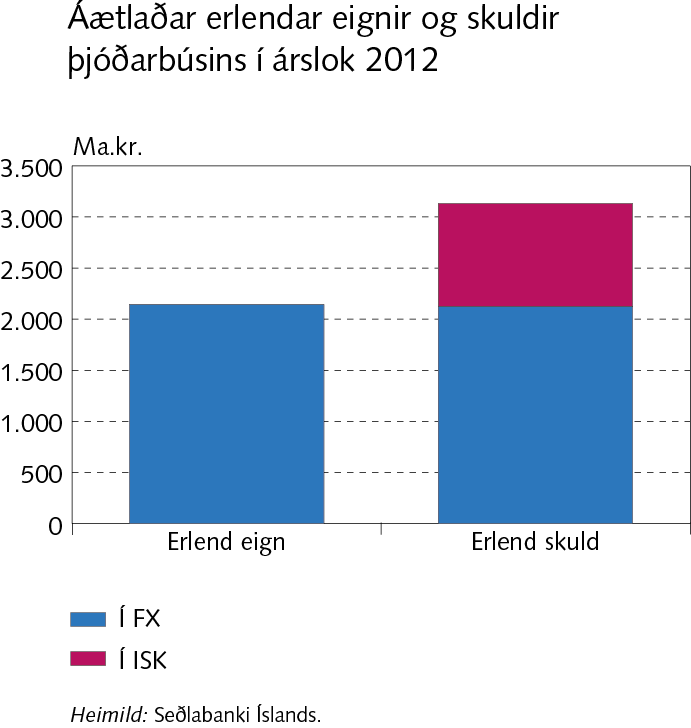 Áætlaðar erlendar eignir og skuldir
þjóðarbúsins í árslok 2012
Ma.kr.
3.500
3.000
2.500
2.000
1.500
1.000
500
0
Erlend eign
Erlend skuld
Í FX
Í ISK
Heimild: Seðlabanki Íslands.